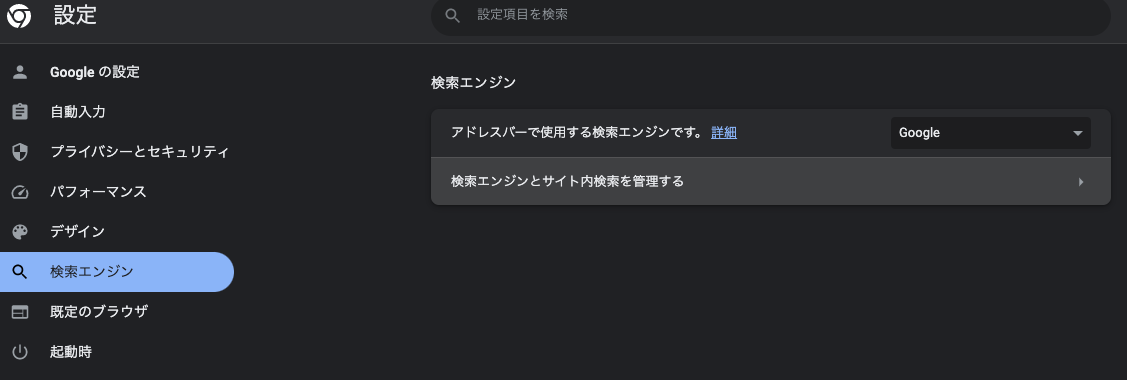 設定
設定項目を検索
Google の設定
自動入力
プライバシーとセキュリティ
パフォーマンス
デザイン
検索エンジン
既定のブラウザ
起動時
検索エンジン
アドレスバーで使用する検索エンジンです。 詳細
Google
検索エンジンとサイト内検索を管理する